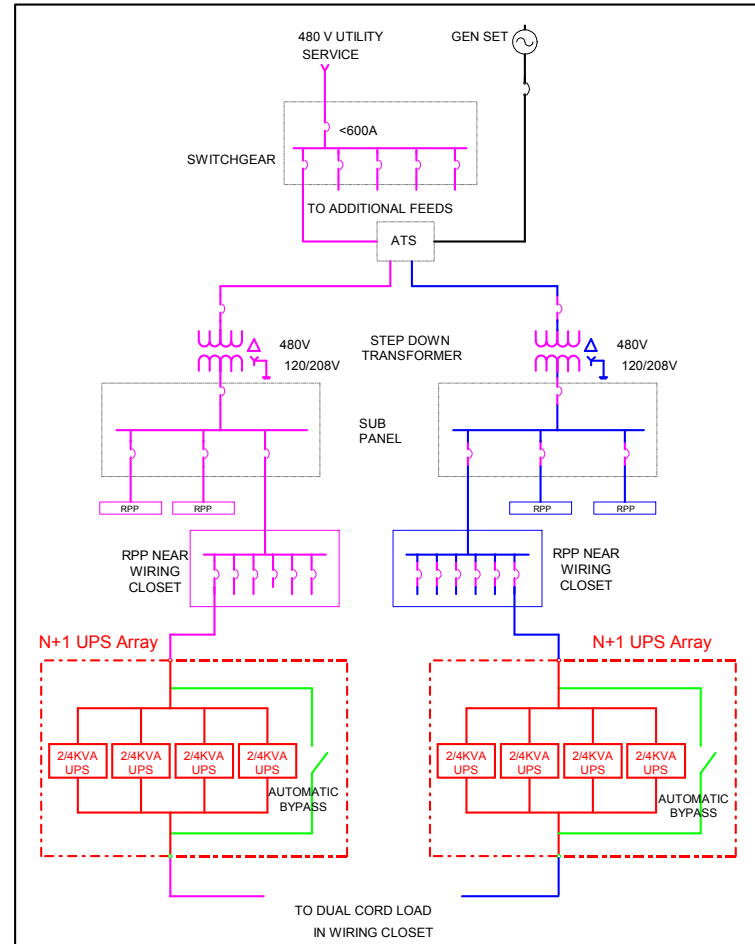 480 V UTILITY
SERVICE
GEN SET
<600A
SWITCHGEAR
TO ADDITIONAL FEEDS
ATS
480V
120/208V
STEP DOWN
TRANSFORMER
480V
120/208V
SUB
PANEL
RPP
RPP
RPP
RPP
RPP NEAR
WIRING
CLOSET
RPP NEAR
WIRING
CLOSET
N+1 UPS Array
N+1 UPS Array
2/4KVA
UPS
2/4KVA
UPS
2/4KVA
UPS
2/4KVA
UPS
AUTOMATIC
BYPASS
2/4KVA
UPS
2/4KVA
UPS
2/4KVA
UPS
2/4KVA
UPS
AUTOMATIC
BYPASS
TO DUAL CORD LOAD
IN WIRING CLOSET